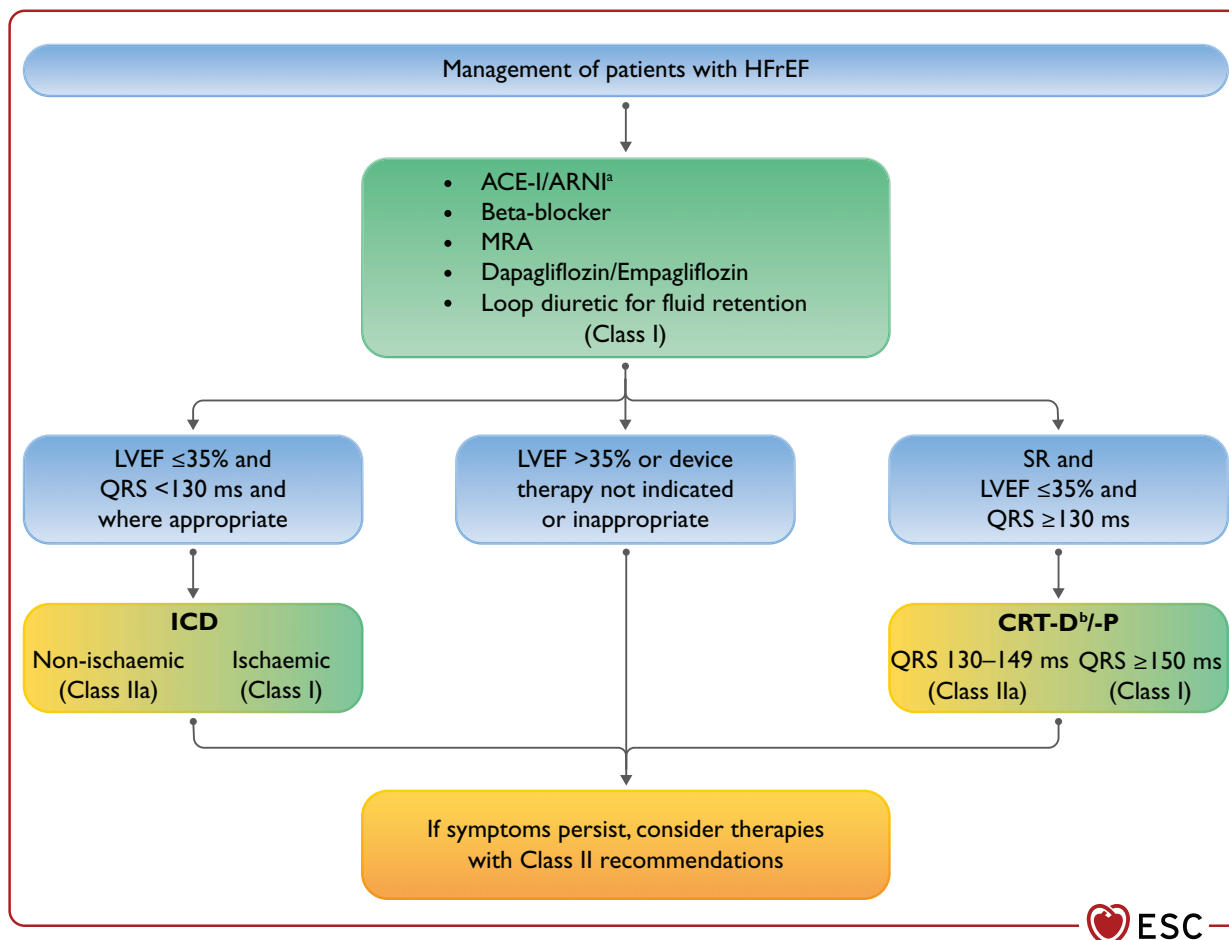 Management of patients with HFrEF
• ACE-I/ARNIᵃ
• Beta-blocker
• MRA
• Dapagliflozin/Empagliflozin
• Loop diuretic for fluid retention
(Class I)
LVEF ≤35% and
QRS <130 ms and
where appropriate
LVEF >35% or device
therapy not indicated
or inappropriate
SR and
LVEF ≤35% and
QRS ≥130 ms
ICD
Non-ischaemic
(Class IIa)
Ischaemic
(Class I)
CRT-Dᵇ/-P
QRS 130–149 ms
(Class IIa)
QRS ≥150 ms
(Class I)
If symptoms persist, consider therapies
with Class II recommendations
ESC